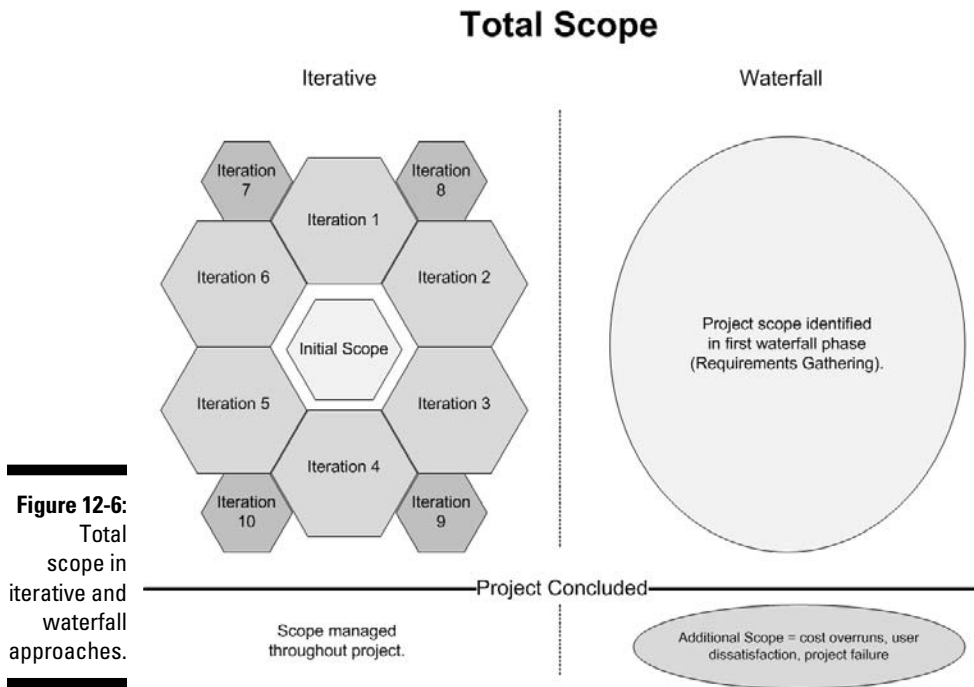 Total Scope
Iterative
Waterfall
Iteration
7
Iteration
8
Iteration 1
Iteration 6
Iteration 2
Initial Scope
Iteration 5
Iteration 3
Iteration 4
Iteration
10
Iteration
9
Project scope identified
in first waterfall phase
(Requirements Gathering).
Project Concluded
Scope managed
throughout project.
Additional Scope = cost overruns, user
dissatisfaction, project failure
Figure 12-6:
Total
scope in
iterative and
waterfall
approaches.